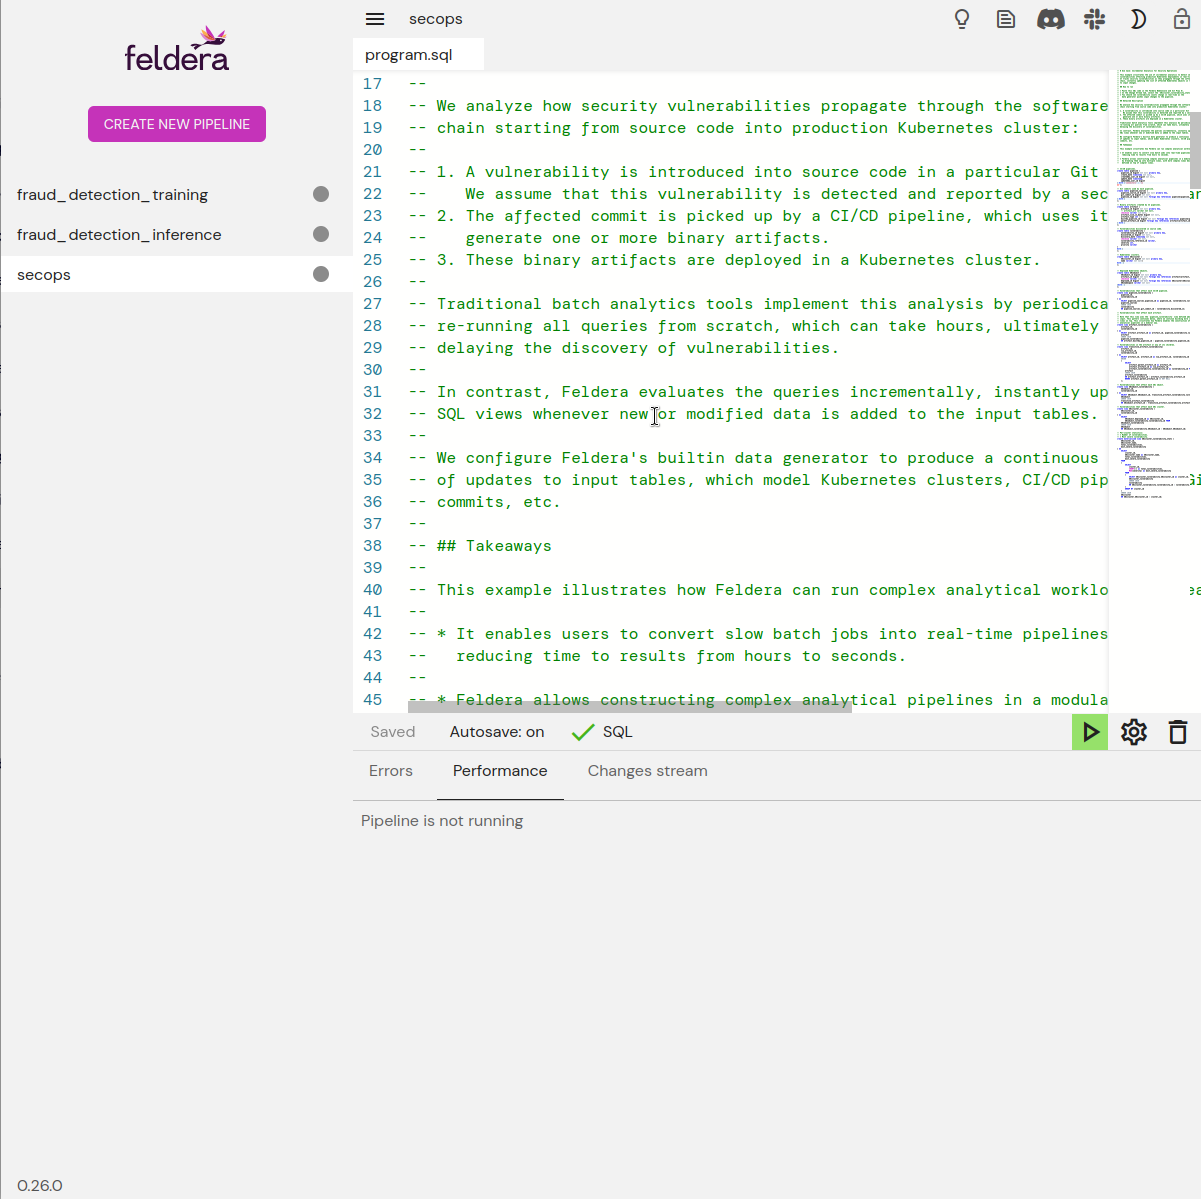 feldera
CREATE NEW PIPELINE
fraud_detection_training
fraud_detection_inference
secops
0.26.0
secops
program.sql
17 --
18 -- We analyze how security vulnerabilities propagate through the software
19 -- chain starting from source code into production Kubernetes cluster:
20 --
21 -- 1. A vulnerability is introduced into source code in a particular Git
22 --    We assume that this vulnerability is detected and reported by a sec
23 -- 2. The affected commit is picked up by a CI/CD pipeline, which uses it
24 --    generate one or more binary artifacts.
25 -- 3. These binary artifacts are deployed in a Kubernetes cluster.
26 --
27 -- Traditional batch analytics tools implement this analysis by periodica
28 -- re-running all queries from scratch, which can take hours, ultimately
29 -- delaying the discovery of vulnerabilities.
30 --
31 -- In contrast, Feldera evaluates the queries incrementally, instantly up
32 -- SQL views whenever new or modified data is added to the input tables.
33 --
34 -- We configure Feldera's builtin data generator to produce a continuous
35 -- of updates to input tables, which model Kubernetes clusters, CI/CD pip
36 -- commits, etc.
37 --
38 -- ## Takeaways
39 --
40 -- This example illustrates how Feldera can run complex analytical worklo
41 --
42 -- * It enables users to convert slow batch jobs into real-time pipelines
43 --   reducing time to results from hours to seconds.
44 --
45 -- * Feldera allows constructing complex analytical pipelines in a modula
Saved Autosave: on SQL
Errors Performance Changes stream
Pipeline is not running